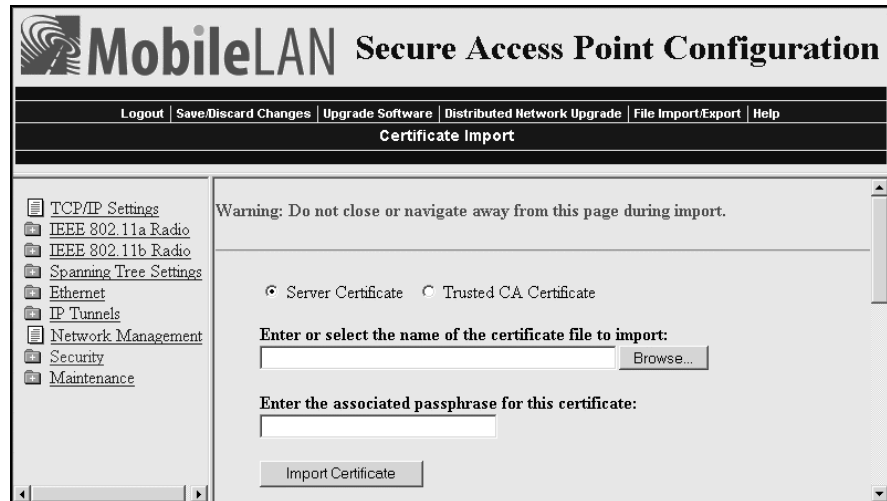 MobileLAN Secure Access Point Configuration
Logout | Save/Discard Changes | Upgrade Software | Distributed Network Upgrade | File Import/Export | Help
Certificate Import
TCP/IP Settings
IEEE 802.11a Radio
IEEE 802.11b Radio
Spanning Tree Settings
Ethernet
IP Tunnels
Network Management
Security
Maintenance
Warning: Do not close or navigate away from this page during import.
Server Certificate Trusted CA Certificate
Enter or select the name of the certificate file to import:
Browse...
Enter the associated passphrase for this certificate:
Import Certificate